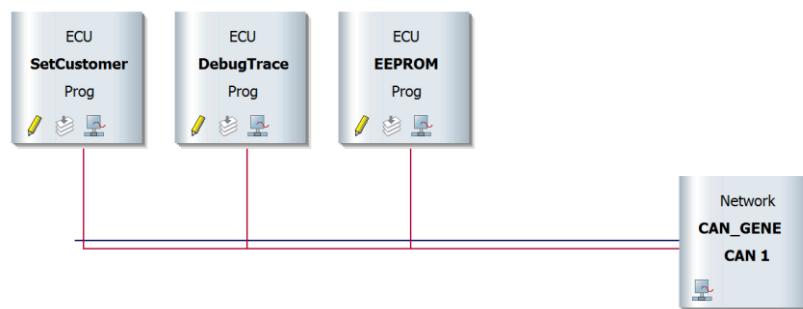 ECU
SetCustomer
Prog
ECU
DebugTrace
Prog
ECU
EEPROM
Prog
Network
CAN_GENE
CAN 1